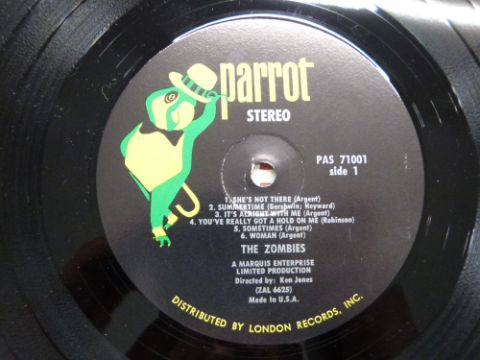 parrot
STEREO
PAS 71001
side 1
1. SHE'S NOT THERE (Argent)
2. SUMMERTIME (Gershwin; Heyward)
3. IT'S ALRIGHT WITH ME (Argent)
4. YOU'VE REALLY GOT A HOLD ON ME (Robinson)
5. SOMETIMES (Argent)
6. WOMAN (Argent)
THE ZOMBIES
A MARQUIS ENTERPRISE
LIMITED PRODUCTION
Directed by: Ken Jones
(ZAL 6625)
Made in U.S.A.
DISTRIBUTED BY LONDON RECORDS, INC.